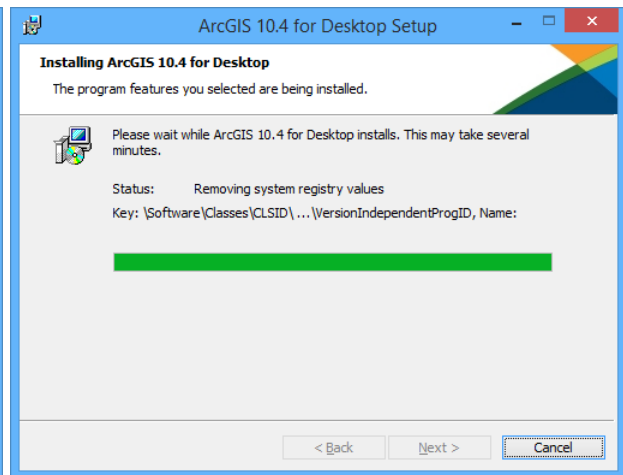 ArcGIS 10.4 for Desktop Setup
Installing ArcGIS 10.4 for Desktop
The program features you selected are being installed.
Please wait while ArcGIS 10.4 for Desktop installs. This may take several
minutes.
Status: Removing system registry values
Key: \Software\Classes\CLSID\ ...\VersionIndependentProgID, Name:
< Back Next > Cancel